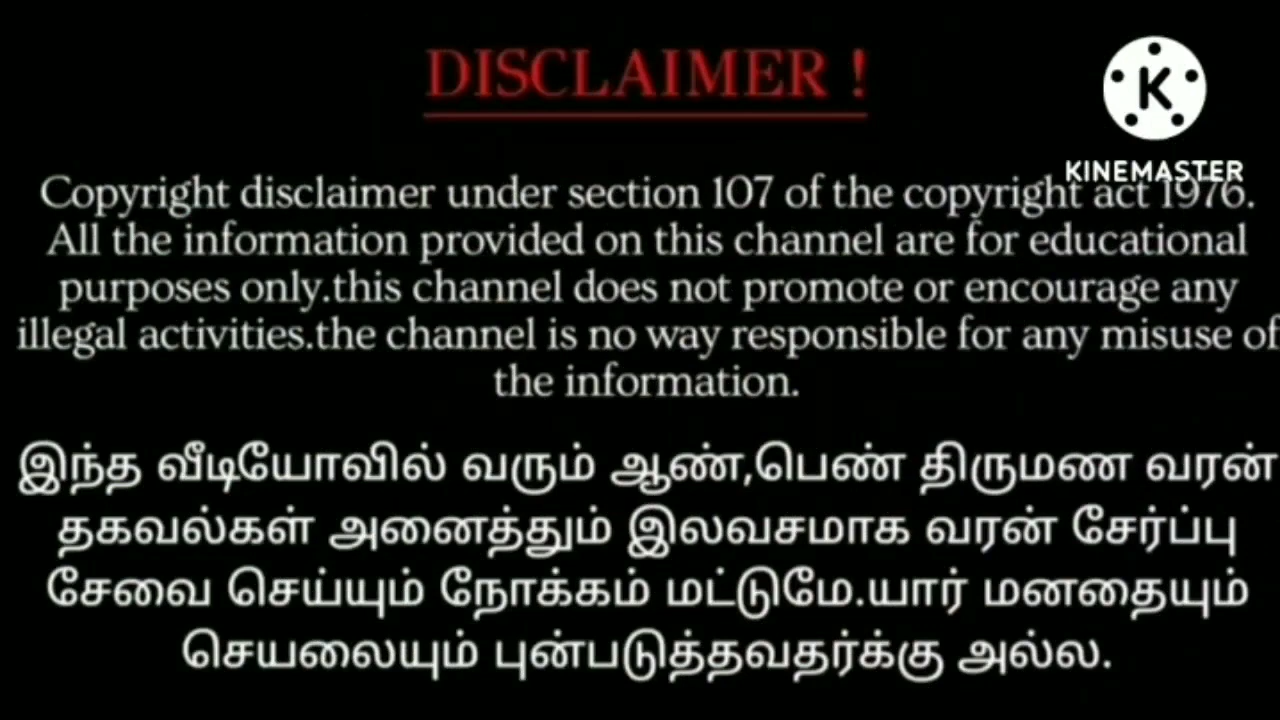 DISCLAIMER !
KINEMASTER
Copyright disclaimer under section 107 of the copyright act 1976.
All the information provided on this channel are for educational
purposes only.this channel does not promote or encourage any
illegal activities.the channel is no way responsible for any misuse of
the information.
இந்த வீடியோவில் வரும் ஆண்,பெண் திருமண வரன்
தகவல்கள் அனைத்தும் இலவசமாக வரன் சேர்ப்பு
சேவை செய்யும் நோக்கம் மட்டுமே.யார் மனதையும்
செயலையும் புன்படுத்தவதர்க்கு அல்ல.